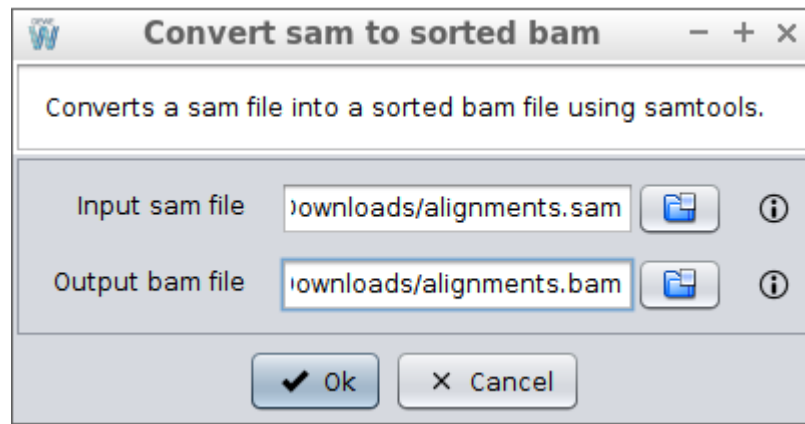 Convert sam to sorted bam
Converts a sam file into a sorted bam file using samtools.
Input sam file
ownloads/alignments.sam
Output bam file
ownloads/alignments.bam
Ok
Cancel